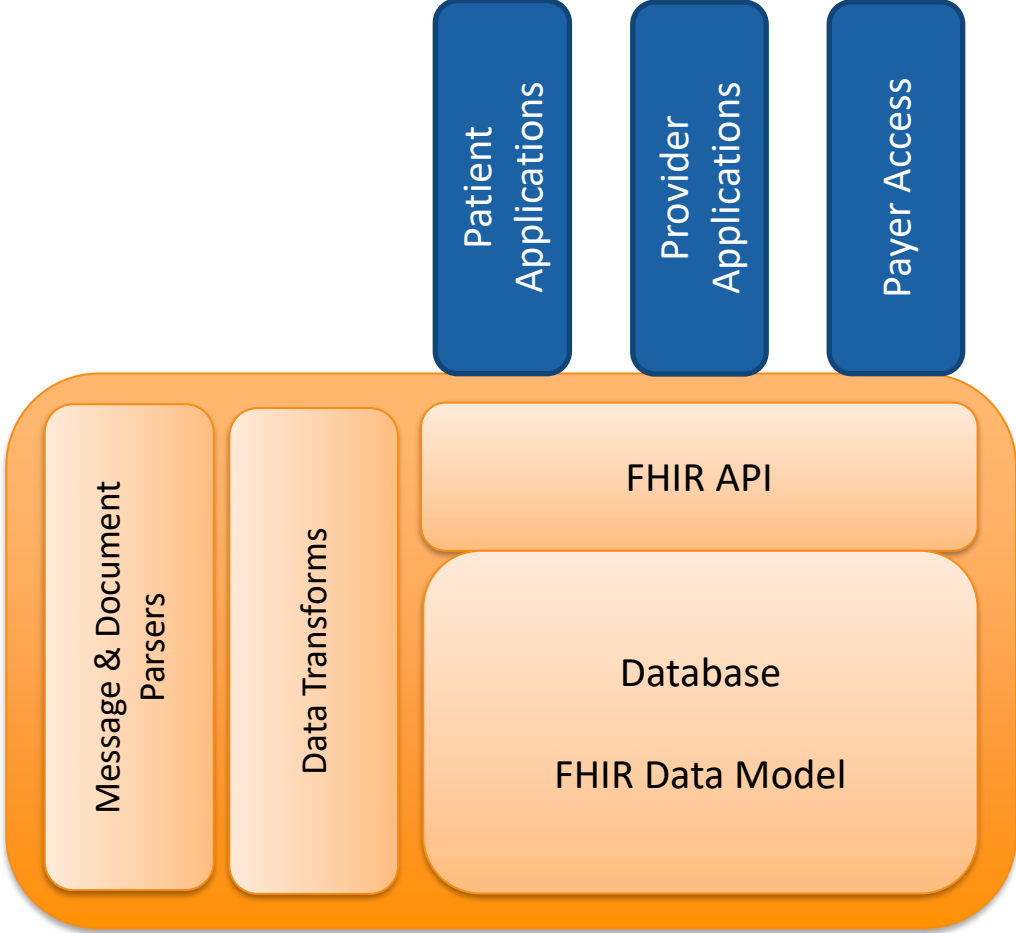 Patient
Applications
Provider
Applications
Payer Access
Message & Document
Parsers
Data Transforms
FHIR API
Database
FHIR Data Model